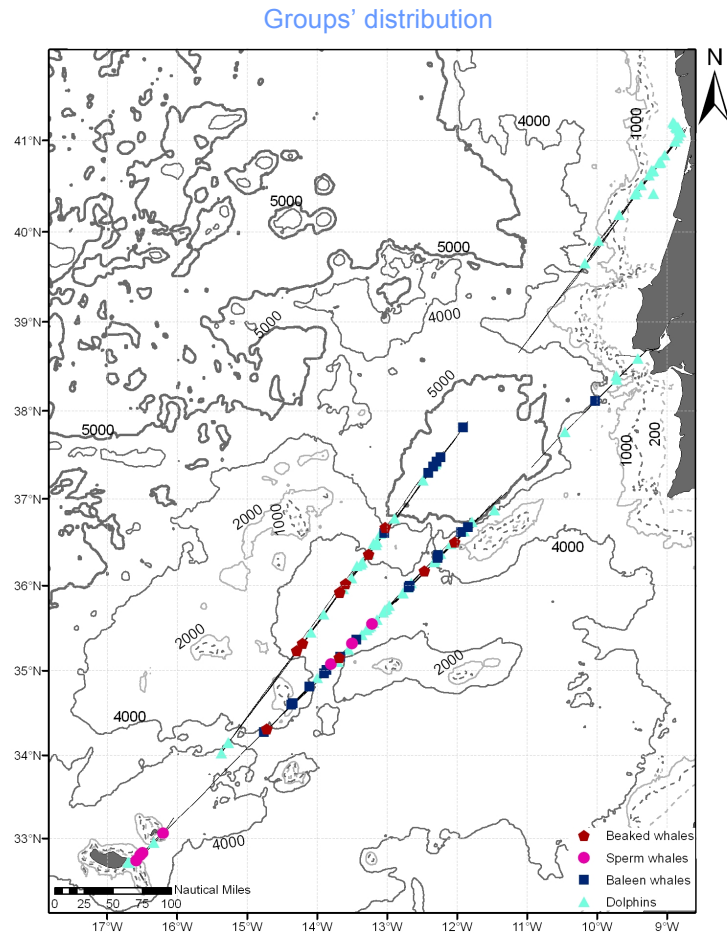 Groups' distribution
N
41°N
40°N
39°N
38°N
37°N
36°N
35°N
34°N
33°N
4000
1000
5000
5000
5000
4000
5000
5000
1000
200
2000
1000
4000
2000
2000
4000
4000
Beaked whales
Sperm whales
Baleen whales
Dolphins
Nautical Miles
0 25 50 75 100
17°W 16°W 15°W 14°W 13°W 12°W 11°W 10°W 9°W